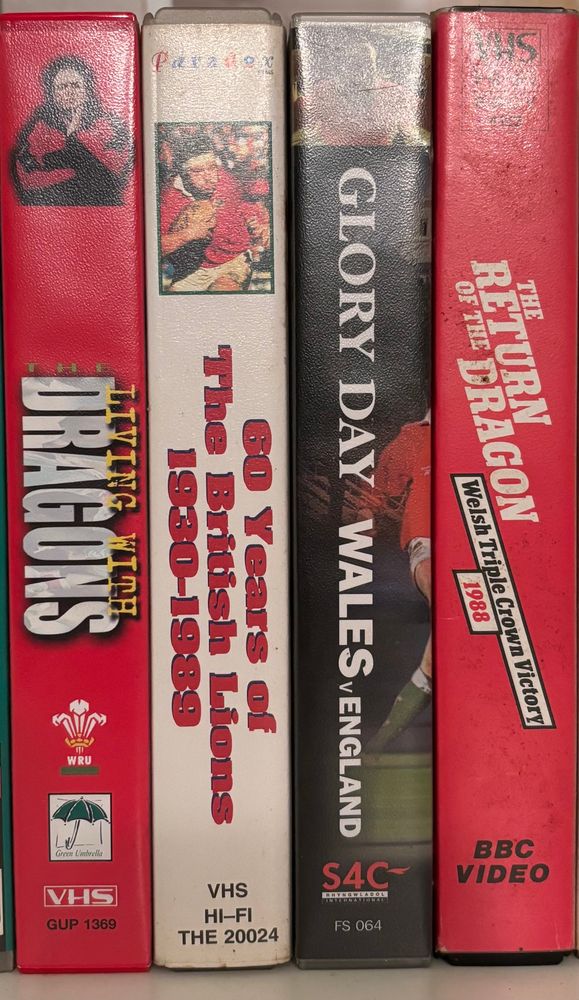 THE
LIVING WITH
DRAGONS
WRU
Green Umbrella
VHS
GUP 1369
Paradox
60 Years of
The British Lions
1930-1989
VHS
HI-FI
THE 20024
GLORY DAY WALES V ENGLAND
S4C
RHYNGWLADOL
INTERNATIONAL
FS 064
VHS
THE
RETURN
OF THE DRAGON
Welsh Triple Crown Victory
1988
BBC
VIDEO